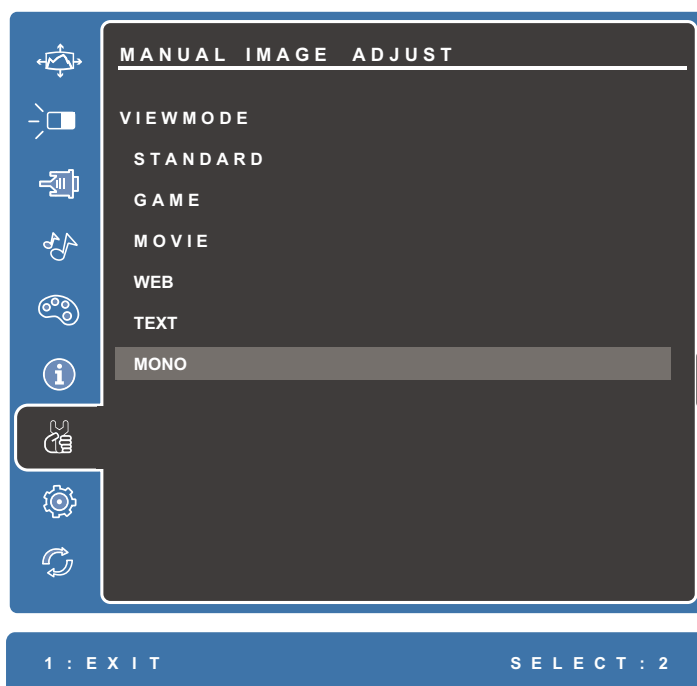 MANUAL IMAGE ADJUST
VIEWMODE
STANDARD
GAME
MOVIE
WEB
TEXT
MONO
1:EXIT SELECT:2